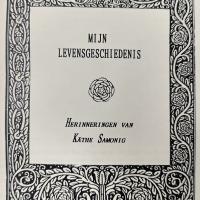 MIJN
LEVENSGESCHIEDENIS
HERINNERINGEN VAN
KÄTHE SAMONIG